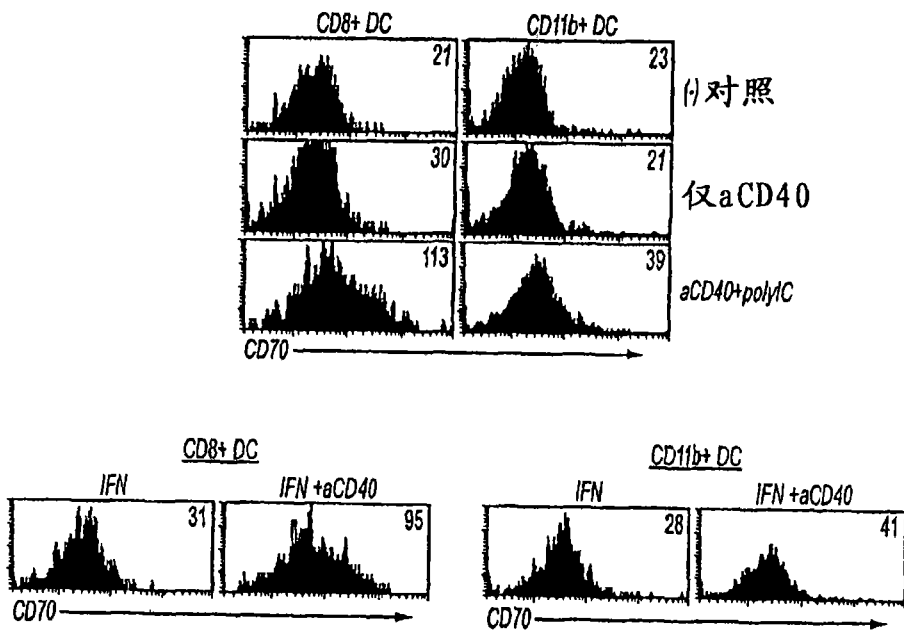 CD8+ DC CD11b+ DC
21 23 (-)对照
30 21 仅aCD40
113 39 aCD40+polyIC
CD70
CD8+ DC CD11b+ DC
IFN IFN +aCD40 IFN IFN +aCD40
31 95 28 41
CD70 CD70